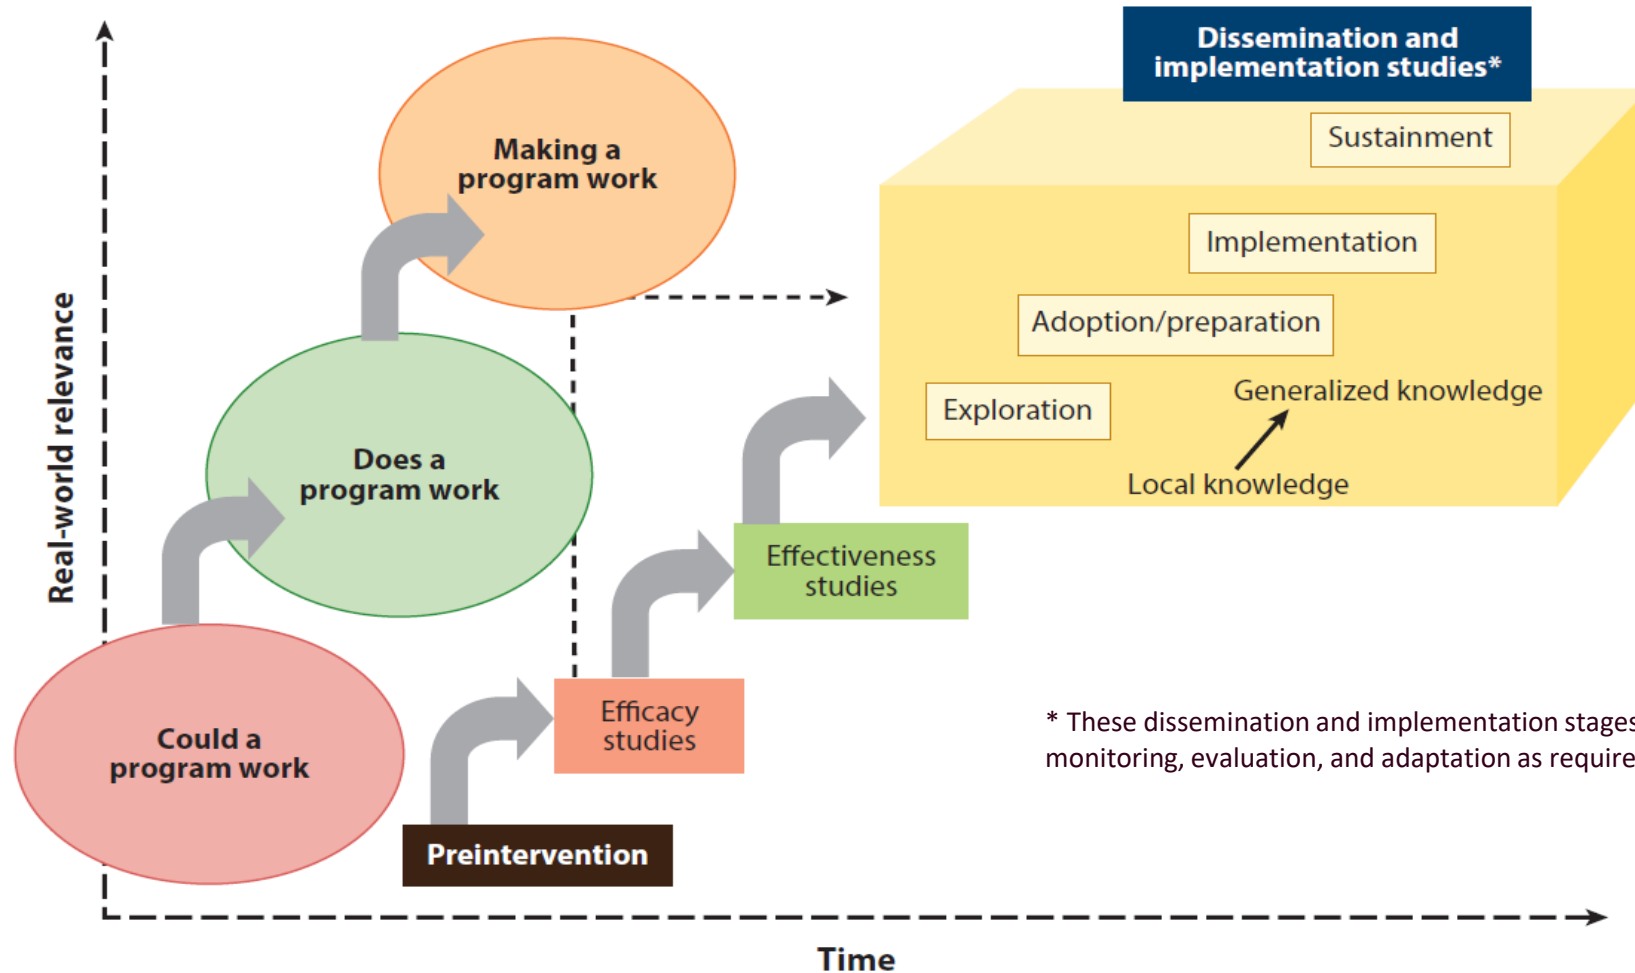 Dissemination and
implementation studies*
Sustainment
Making a
program work
Implementation
Adoption/preparation
Real-world relevance
Generalized knowledge
Exploration
Does a
program work
Local knowledge
Effectiveness
studies
Efficacy
studies
* These dissemination and implementation stages
Could a
program work
monitoring, evaluation, and adaptation as require
Preintervention
Time